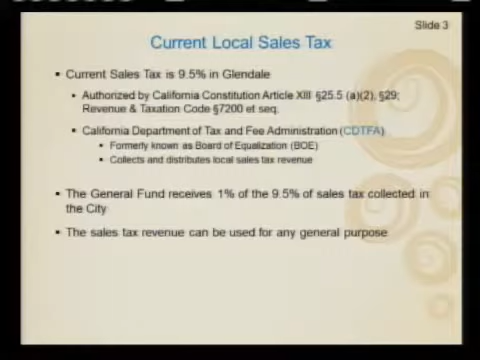 Slide 3
Current Local Sales Tax
▪ Current Sales Tax is 9.5% in Glendale
▪ Authorized by California Constitution Article XIII §25.5 (a)(2), §29;
Revenue & Taxation Code §7200 et seq.
▪ California Department of Tax and Fee Administration (CDTFA)
▪ Formerly known as Board of Equalization (BOE)
▪ Collects and distributes local sales tax revenue
▪ The General Fund receives 1% of the 9.5% of sales tax collected in
the City
▪ The sales tax revenue can be used for any general purpose